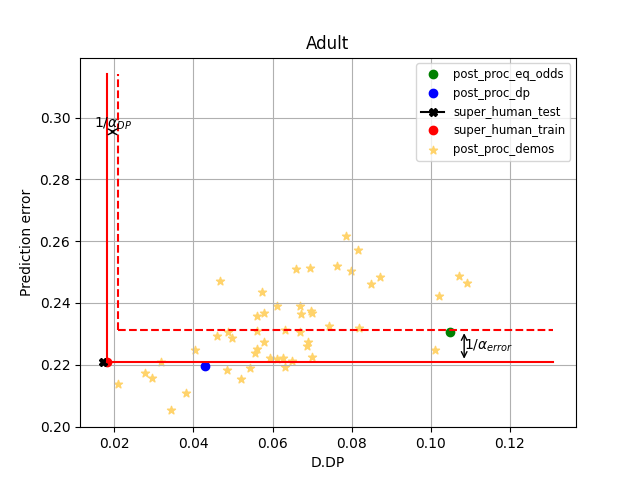 Adult
post_proc_eq_odds
post_proc_dp
super_human_test
super_human_train
post_proc_demos
1/α_DP
1/α_error
0.30
0.28
0.26
0.24
0.22
0.20
Prediction error
0.02
0.04
0.06
0.08
0.10
0.12
D.DP